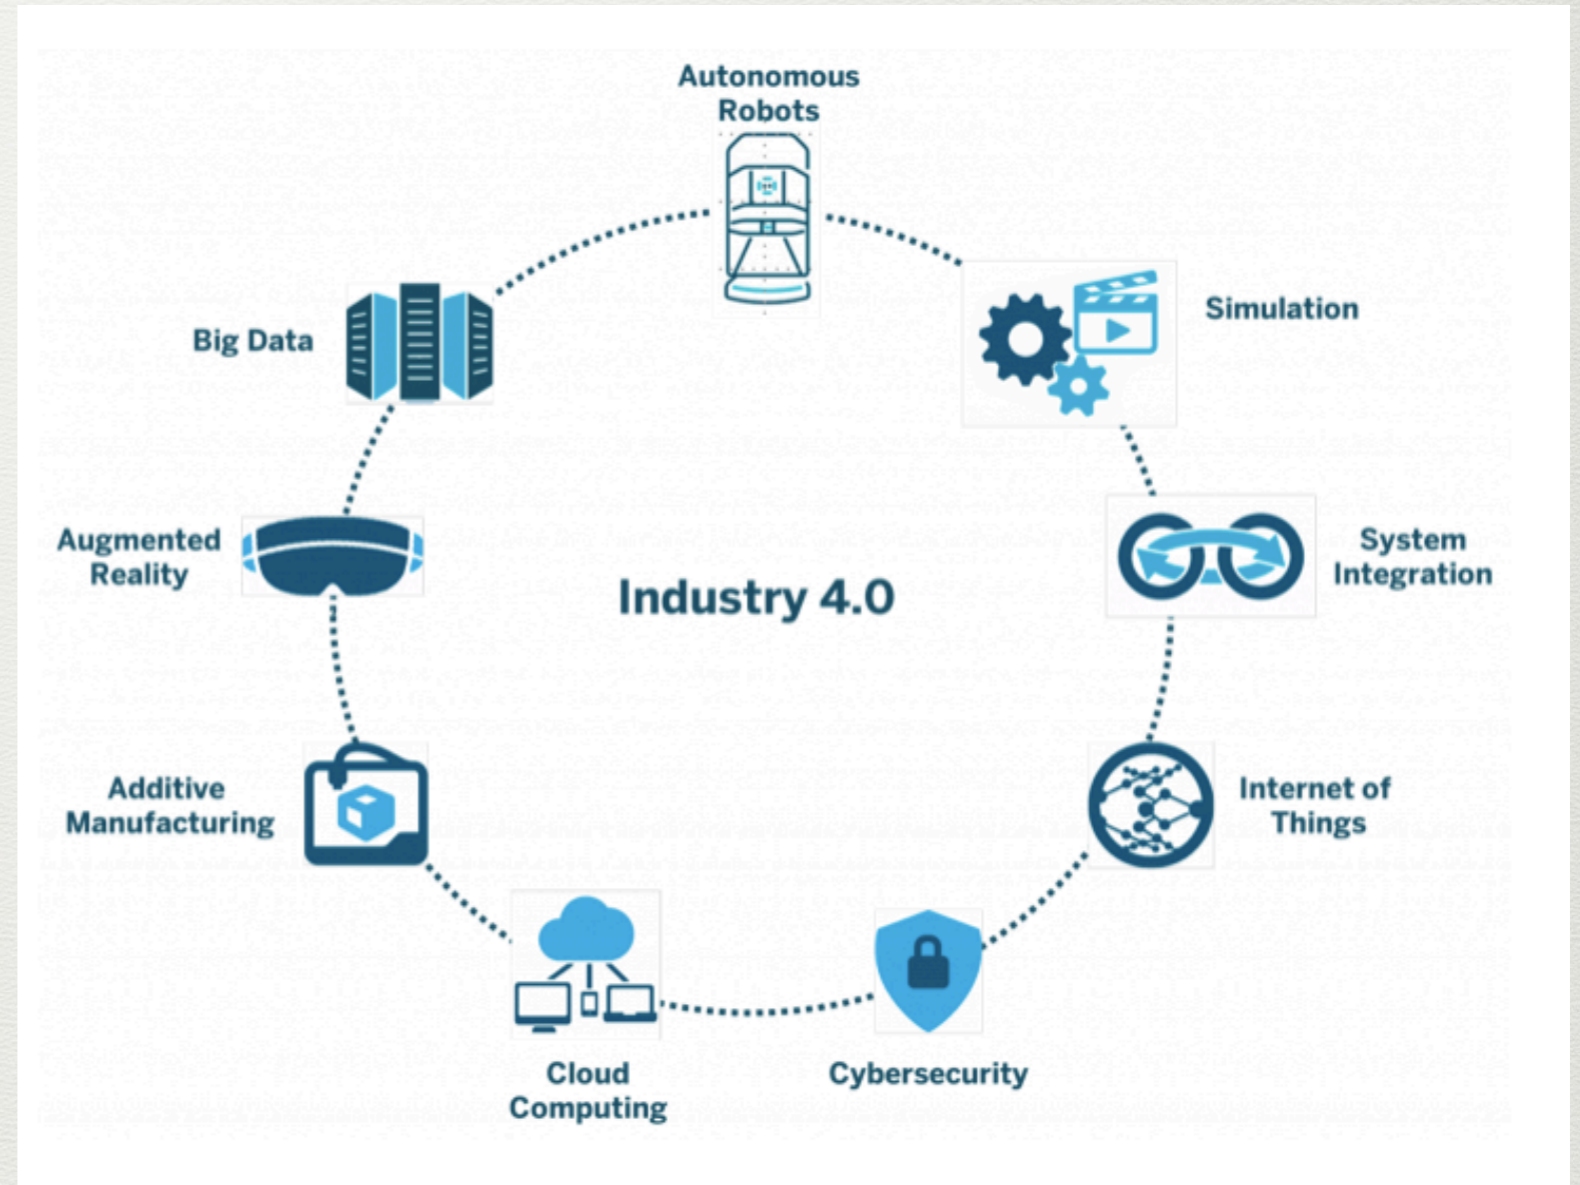 Autonomous
Robots
Simulation
Big Data
System
Integration
Augmented
Reality
Industry 4.0
Internet of
Things
Additive
Manufacturing
Cybersecurity
Cloud
Computing